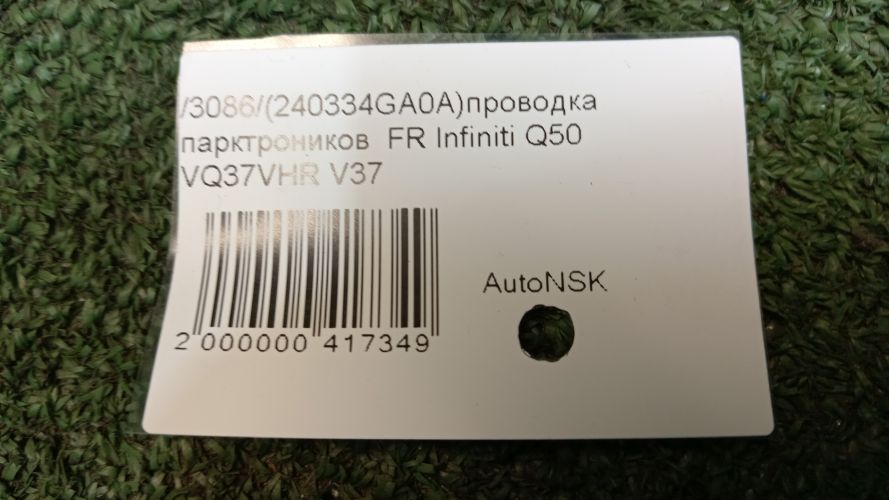 /3086/(240334GA0A)проводка
парктроников FR Infiniti Q50
VQ37VHR V37
AutoNSK
2 000000 417349